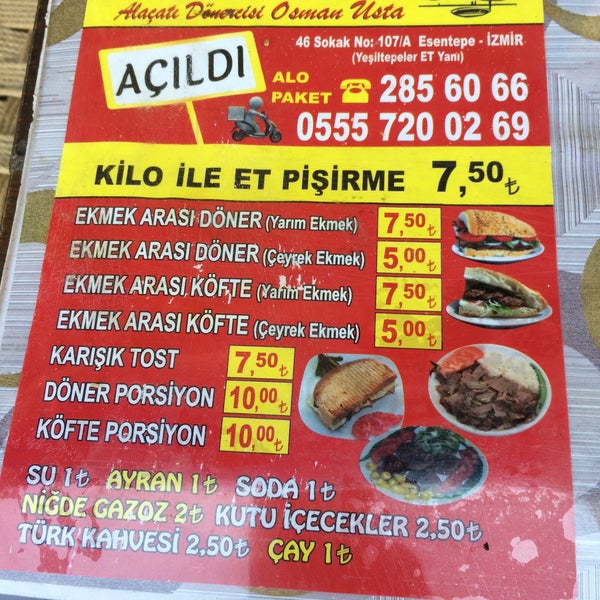 Alaçatı Dönercisi Osman Usta
46 Sokak No: 107/A Esentepe - İZMİR
(Yeşiltepeler ET Yanı)
AÇILDI
ALO PAKET ☎ 285 60 66
0555 720 02 69
KİLO İLE ET PİŞİRME 7,50 ₺
EKMEK ARASI DÖNER (Yarım Ekmek) 7,50 ₺
EKMEK ARASI DÖNER (Çeyrek Ekmek) 5,00 ₺
EKMEK ARASI KÖFTE (Yarim Ekmek) 7,50 ₺
EKMEK ARASI KÖFTE (Çeyrek Ekmek) 5,00 ₺
KARIŞIK TOST 7,50 ₺
DÖNER PORSİYON 10,00 ₺
KÖFTE PORSİYON 10,00 ₺
SU 1₺ AYRAN 1₺ SODA 1₺
NİĞDE GAZOZ 2₺ KUTU İÇECEKLER 2,50₺
TÜRK KAHVESİ 2,50₺ ÇAY 1₺